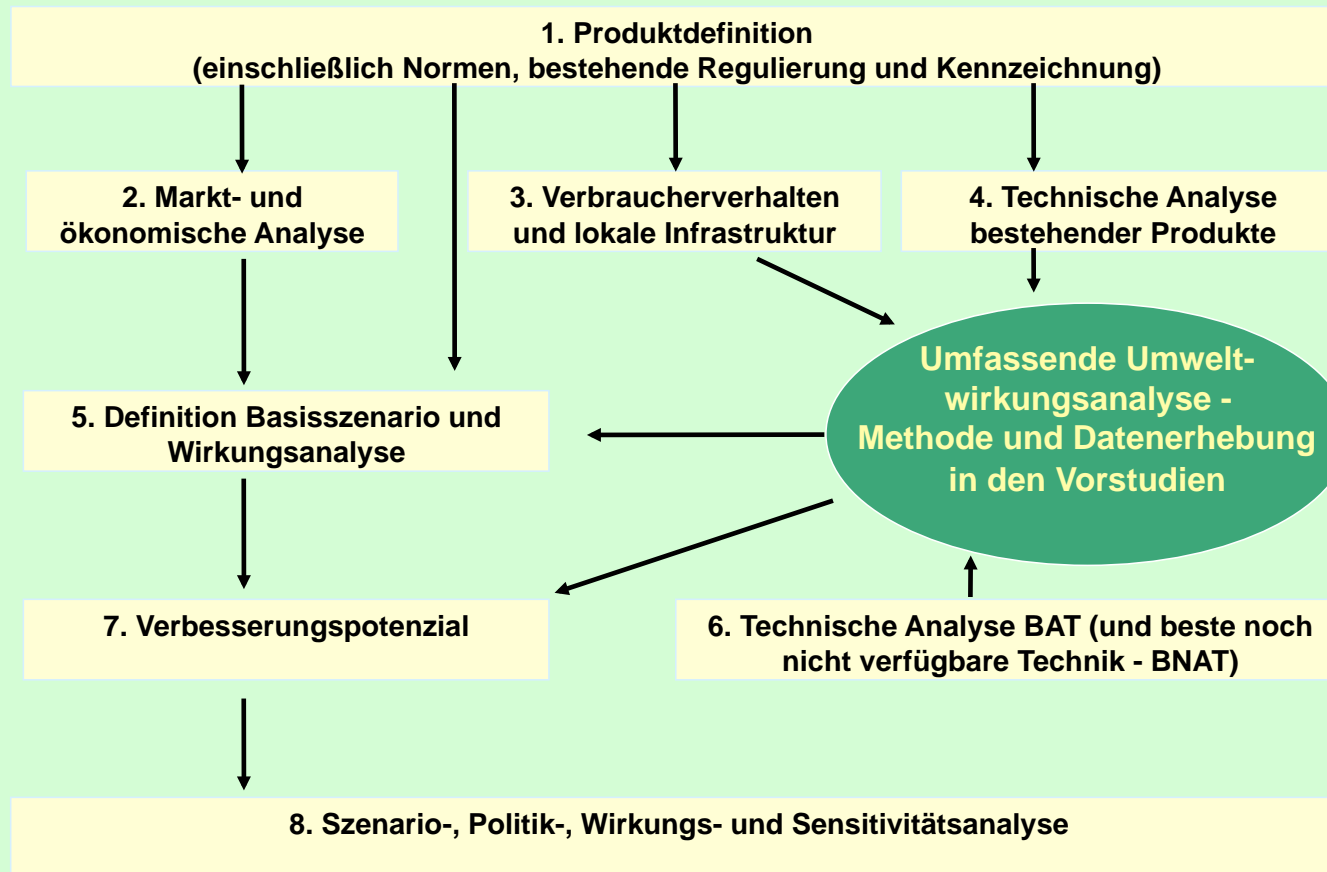 1. Produktdefinition
(einschließlich Normen, bestehende Regulierung und Kennzeichnung)
2. Markt- und
ökonomische Analyse
3. Verbraucherverhalten
und lokale Infrastruktur
4. Technische Analyse
bestehender Produkte
Umfassende Umwelt-
wirkungsanalyse -
Methode und Datenerhebung
in den Vorstudien
5. Definition Basisszenario und
Wirkungsanalyse
7. Verbesserungspotenzial
6. Technische Analyse BAT (und beste noch
nicht verfügbare Technik - BNAT)
8. Szenario-, Politik-, Wirkungs- und Sensitivitätsanalyse